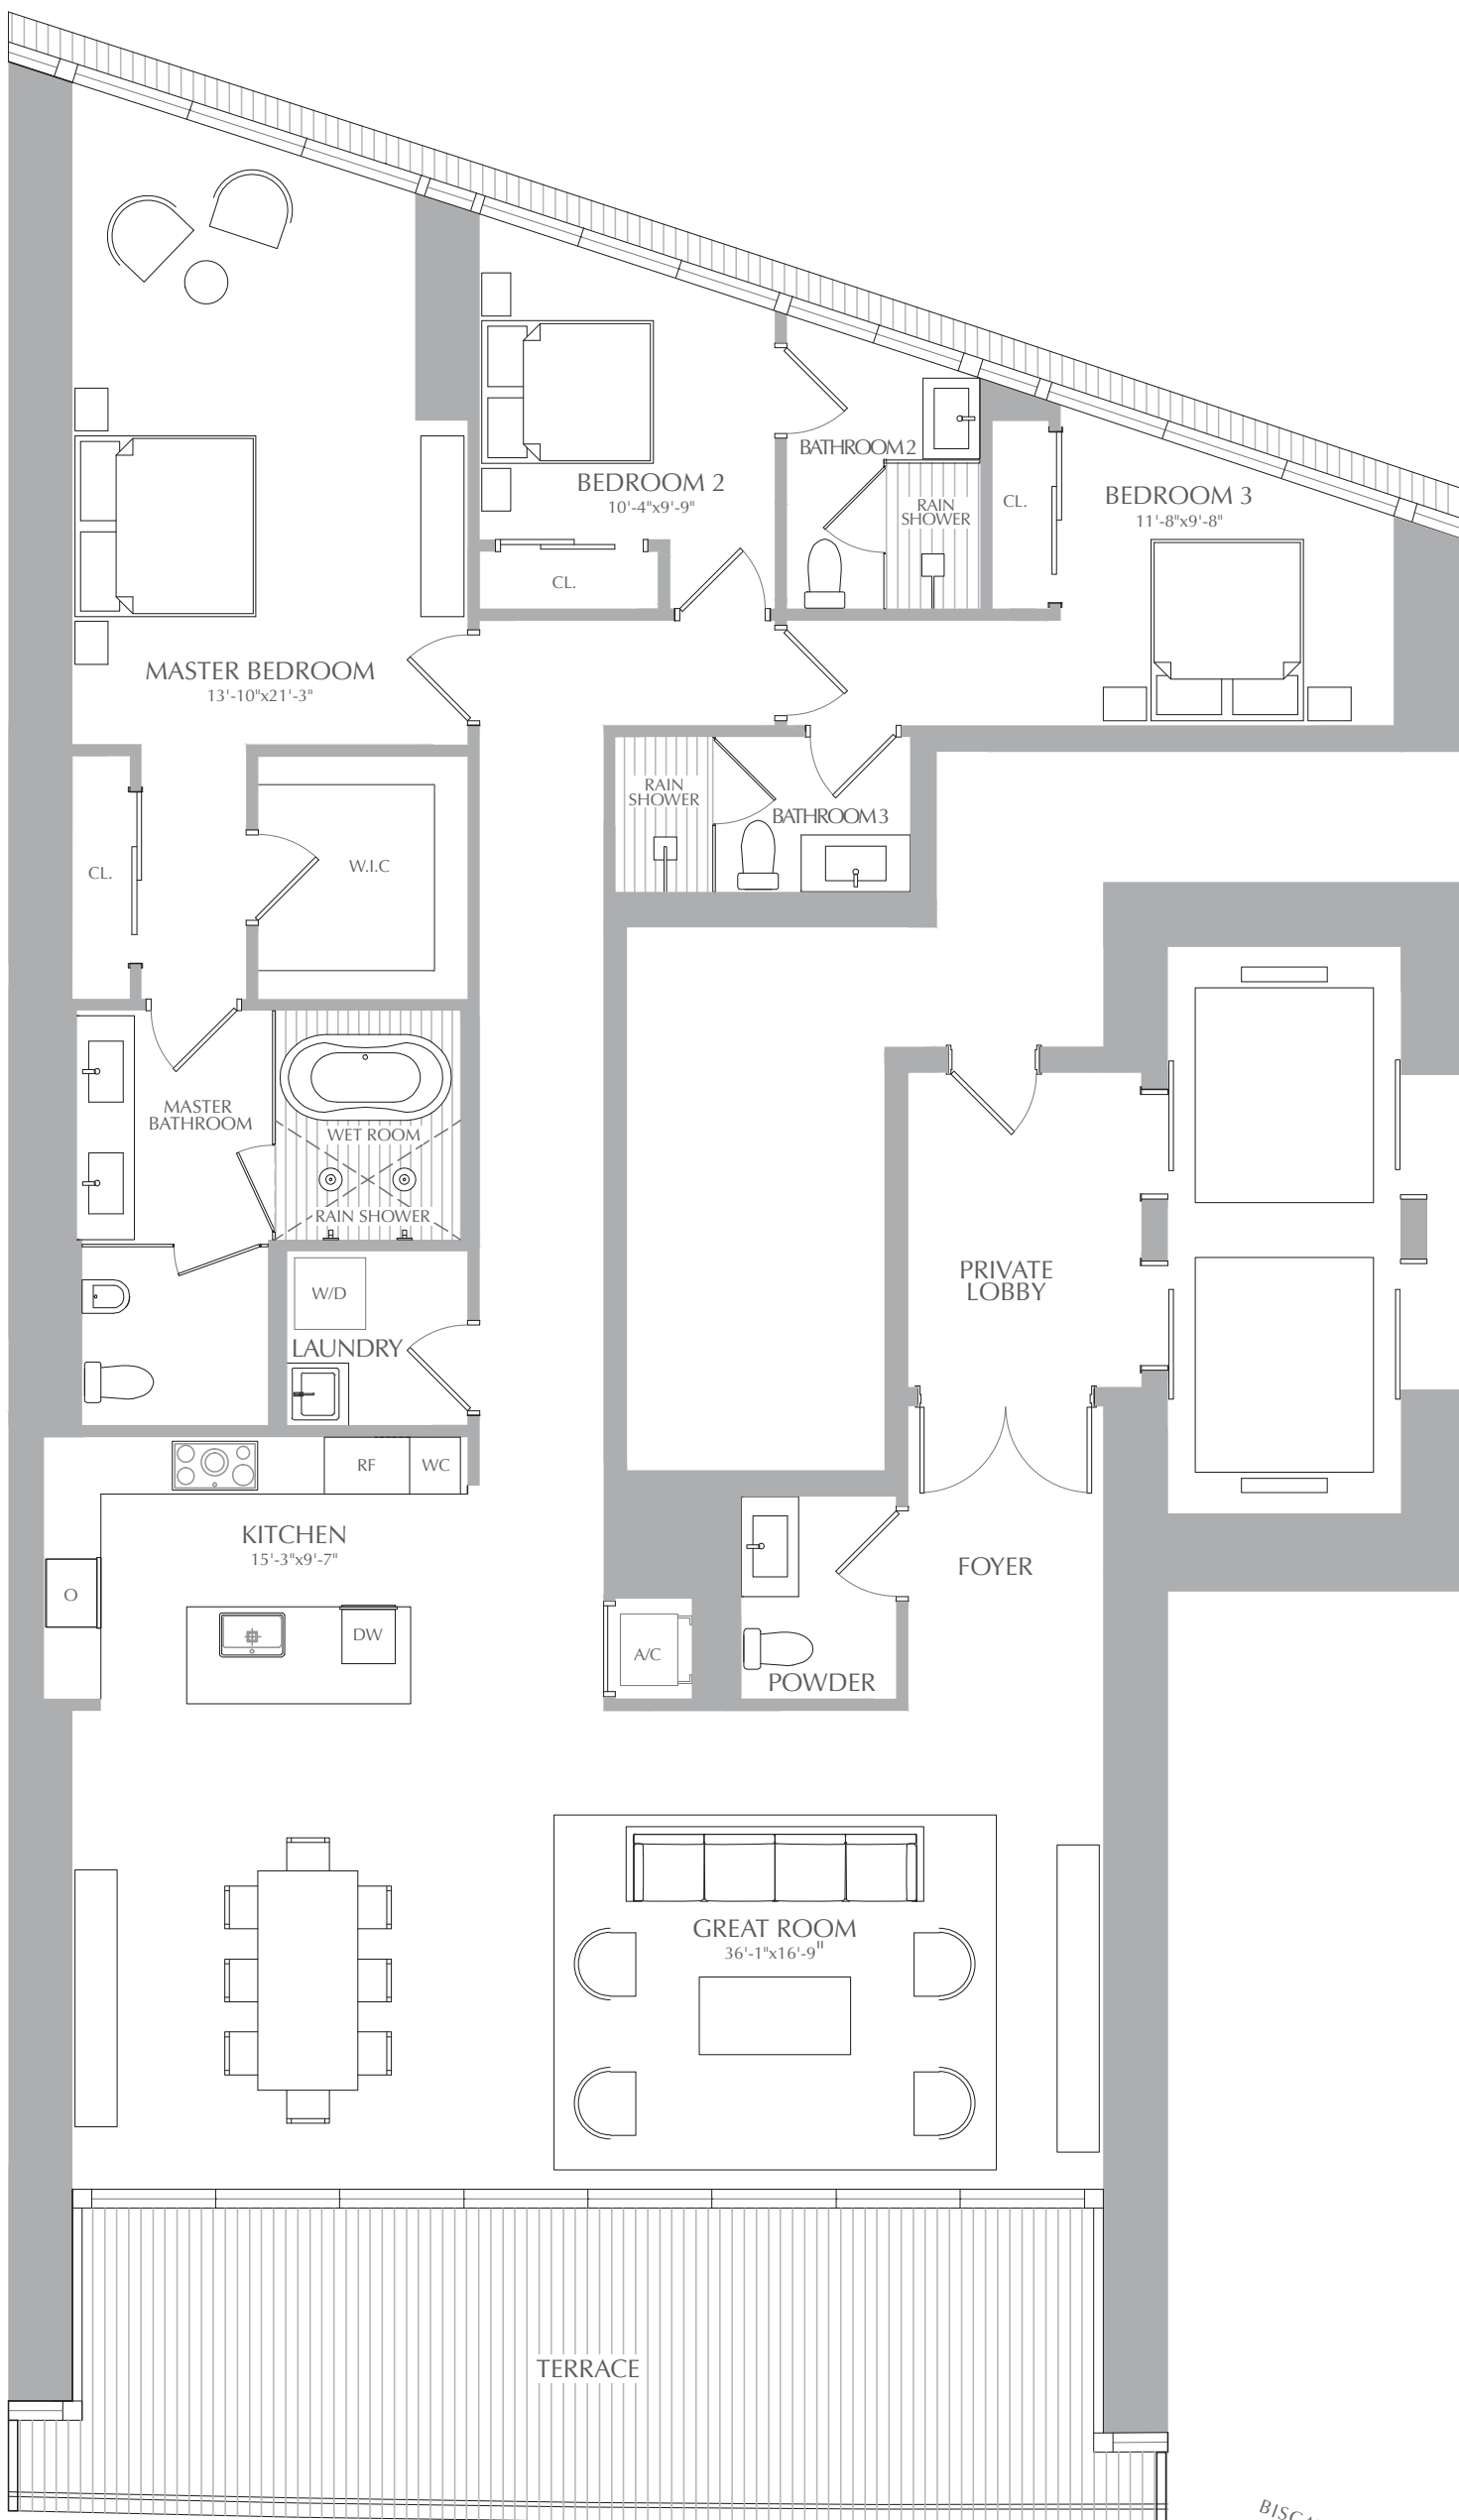 BEDROOM 2
10'-4"x9'-9"
CL.
BATHROOM 2
RAIN
SHOWER
CL.
BEDROOM 3
11'-8"x9'-8"
MASTER BEDROOM
13'-10"x21'-3"
CL.
W.I.C
RAIN
SHOWER
BATHROOM 3
MASTER
BATHROOM
WET ROOM
RAIN SHOWER
W/D
LAUNDRY
PRIVATE
LOBBY
RF
WC
KITCHEN
15'-3"x9'-7"
O
DW
A/C
POWDER
FOYER
GREAT ROOM
36'-1"x16'-9"
TERRACE